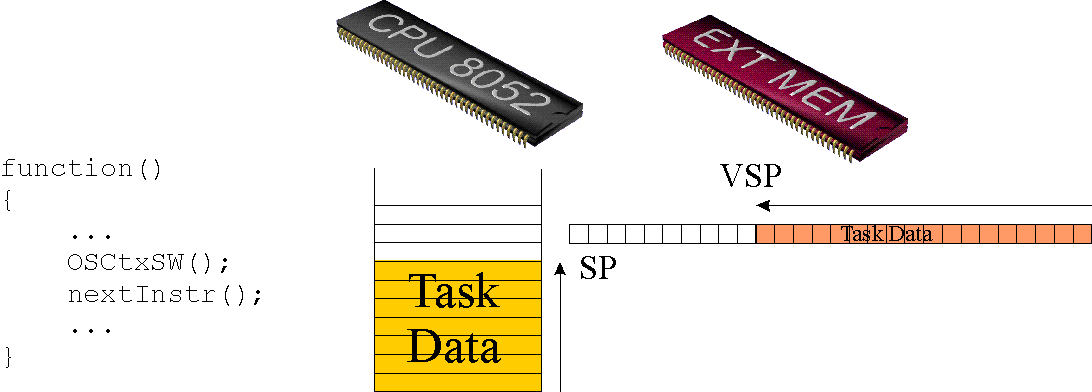 CPU 8052
EXT MEM
function()
{
...
OSCtxSW();
nextInstr();
...
}
VSP
Task Data
SP
Task
Data